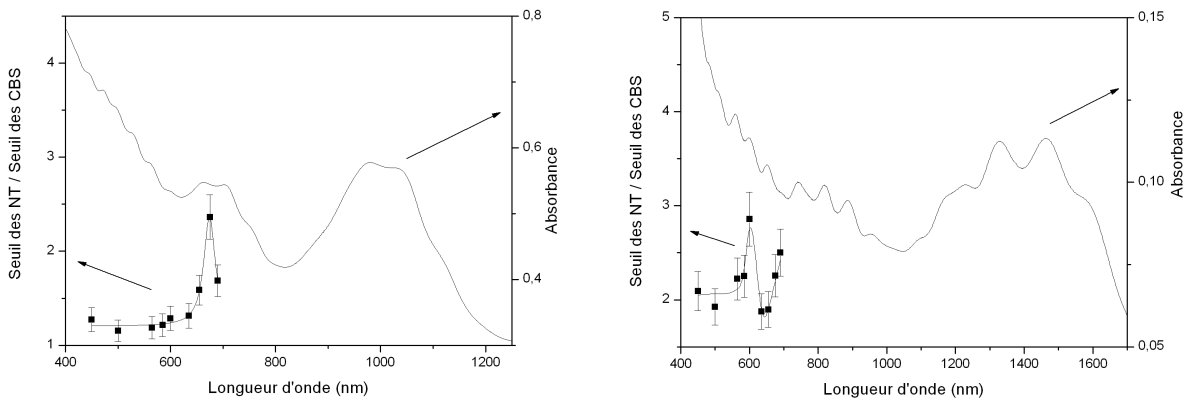 Seuil des NT / Seuil des CBS
4
3
2
1
0,8
0,6
0,4
Absorbance
400 600 800 1000 1200
Longueur d'onde (nm)
Seuil des NT / Seuil des CBS
5
4
3
2
0,15
0,10
0,05
Absorbance
400 600 800 1000 1200 1400 1600
Longueur d'onde (nm)